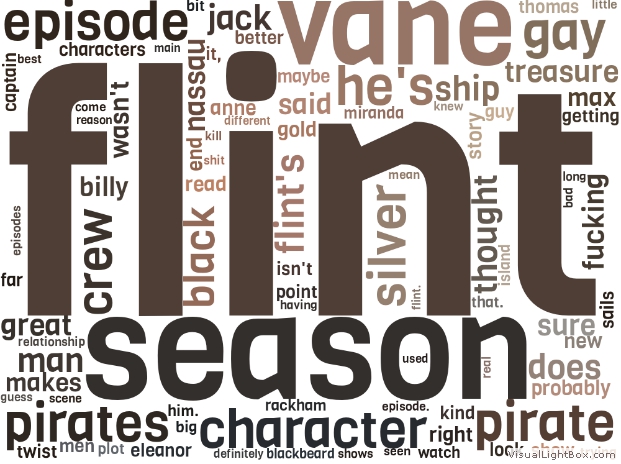 episode
bit
jack
vane
thomas
little
characters
main
better
gay
captain
best
nassau
it,
maybe
he's
ship
treasure
flint
come
reason
wasn't
anne
different
said
gold
miranda
knew
guy
story
max
getting
kill
shit
end
billy
read
flint's
mean
silver
thought
long
bad
fucking
episodes
crew
black
isn't
point
having
flint.
that.
island
sails
far
great
relationship
season
used
real
sure
new
man
makes
does
probably
guess
scene
pirates
him.
big
rackham
episode.
kind
pirate
character
right
twist
men
plot
eleanor
definitely
blackbeard
shows
seen
watch
look
show
VisualLightBox.com